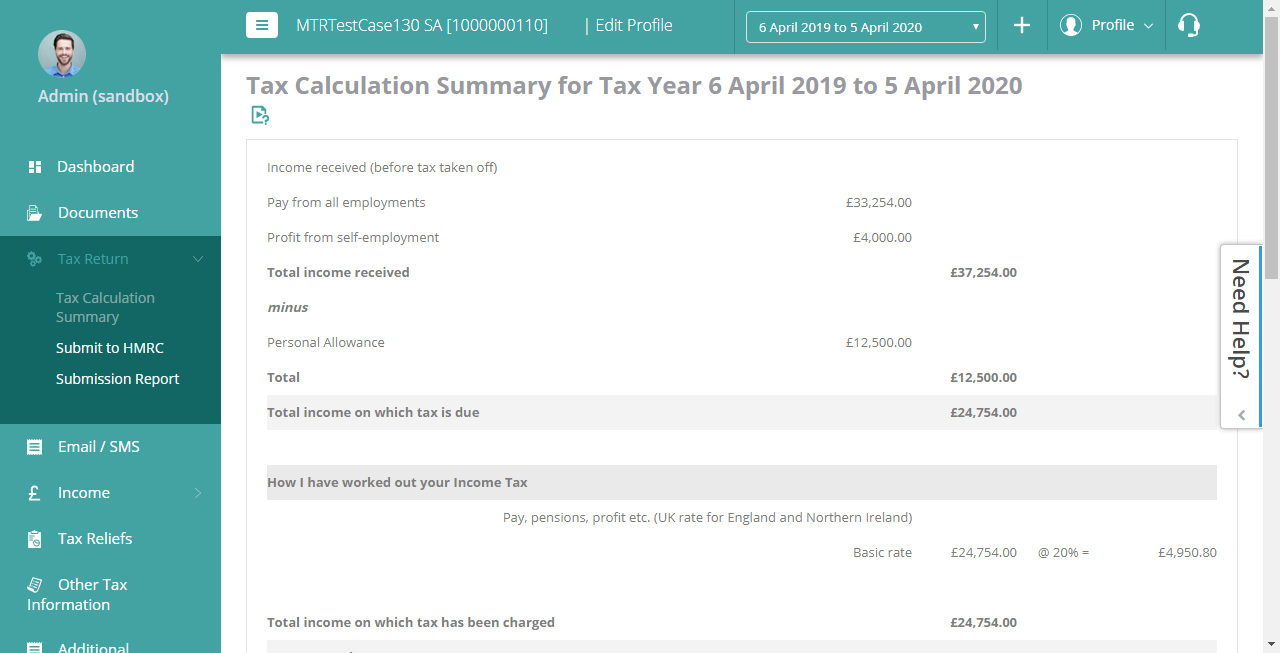 MTRTestCase130 SA [1000000110] | Edit Profile
6 April 2019 to 5 April 2020
Profile
Admin (sandbox)
Dashboard
Documents
Tax Return
Tax Calculation
Summary
Submit to HMRC
Submission Report
Email / SMS
Income
Tax Reliefs
Other Tax
Information
Additional
Tax Calculation Summary for Tax Year 6 April 2019 to 5 April 2020
Income received (before tax taken off)
Pay from all employments £33,254.00
Profit from self-employment £4,000.00
Total income received £37,254.00
minus
Personal Allowance £12,500.00
Total £12,500.00
Total income on which tax is due £24,754.00
How I have worked out your Income Tax
Pay, pensions, profit etc. (UK rate for England and Northern Ireland)
Basic rate £24,754.00 @ 20% = £4,950.80
Total income on which tax has been charged £24,754.00
Need Help?